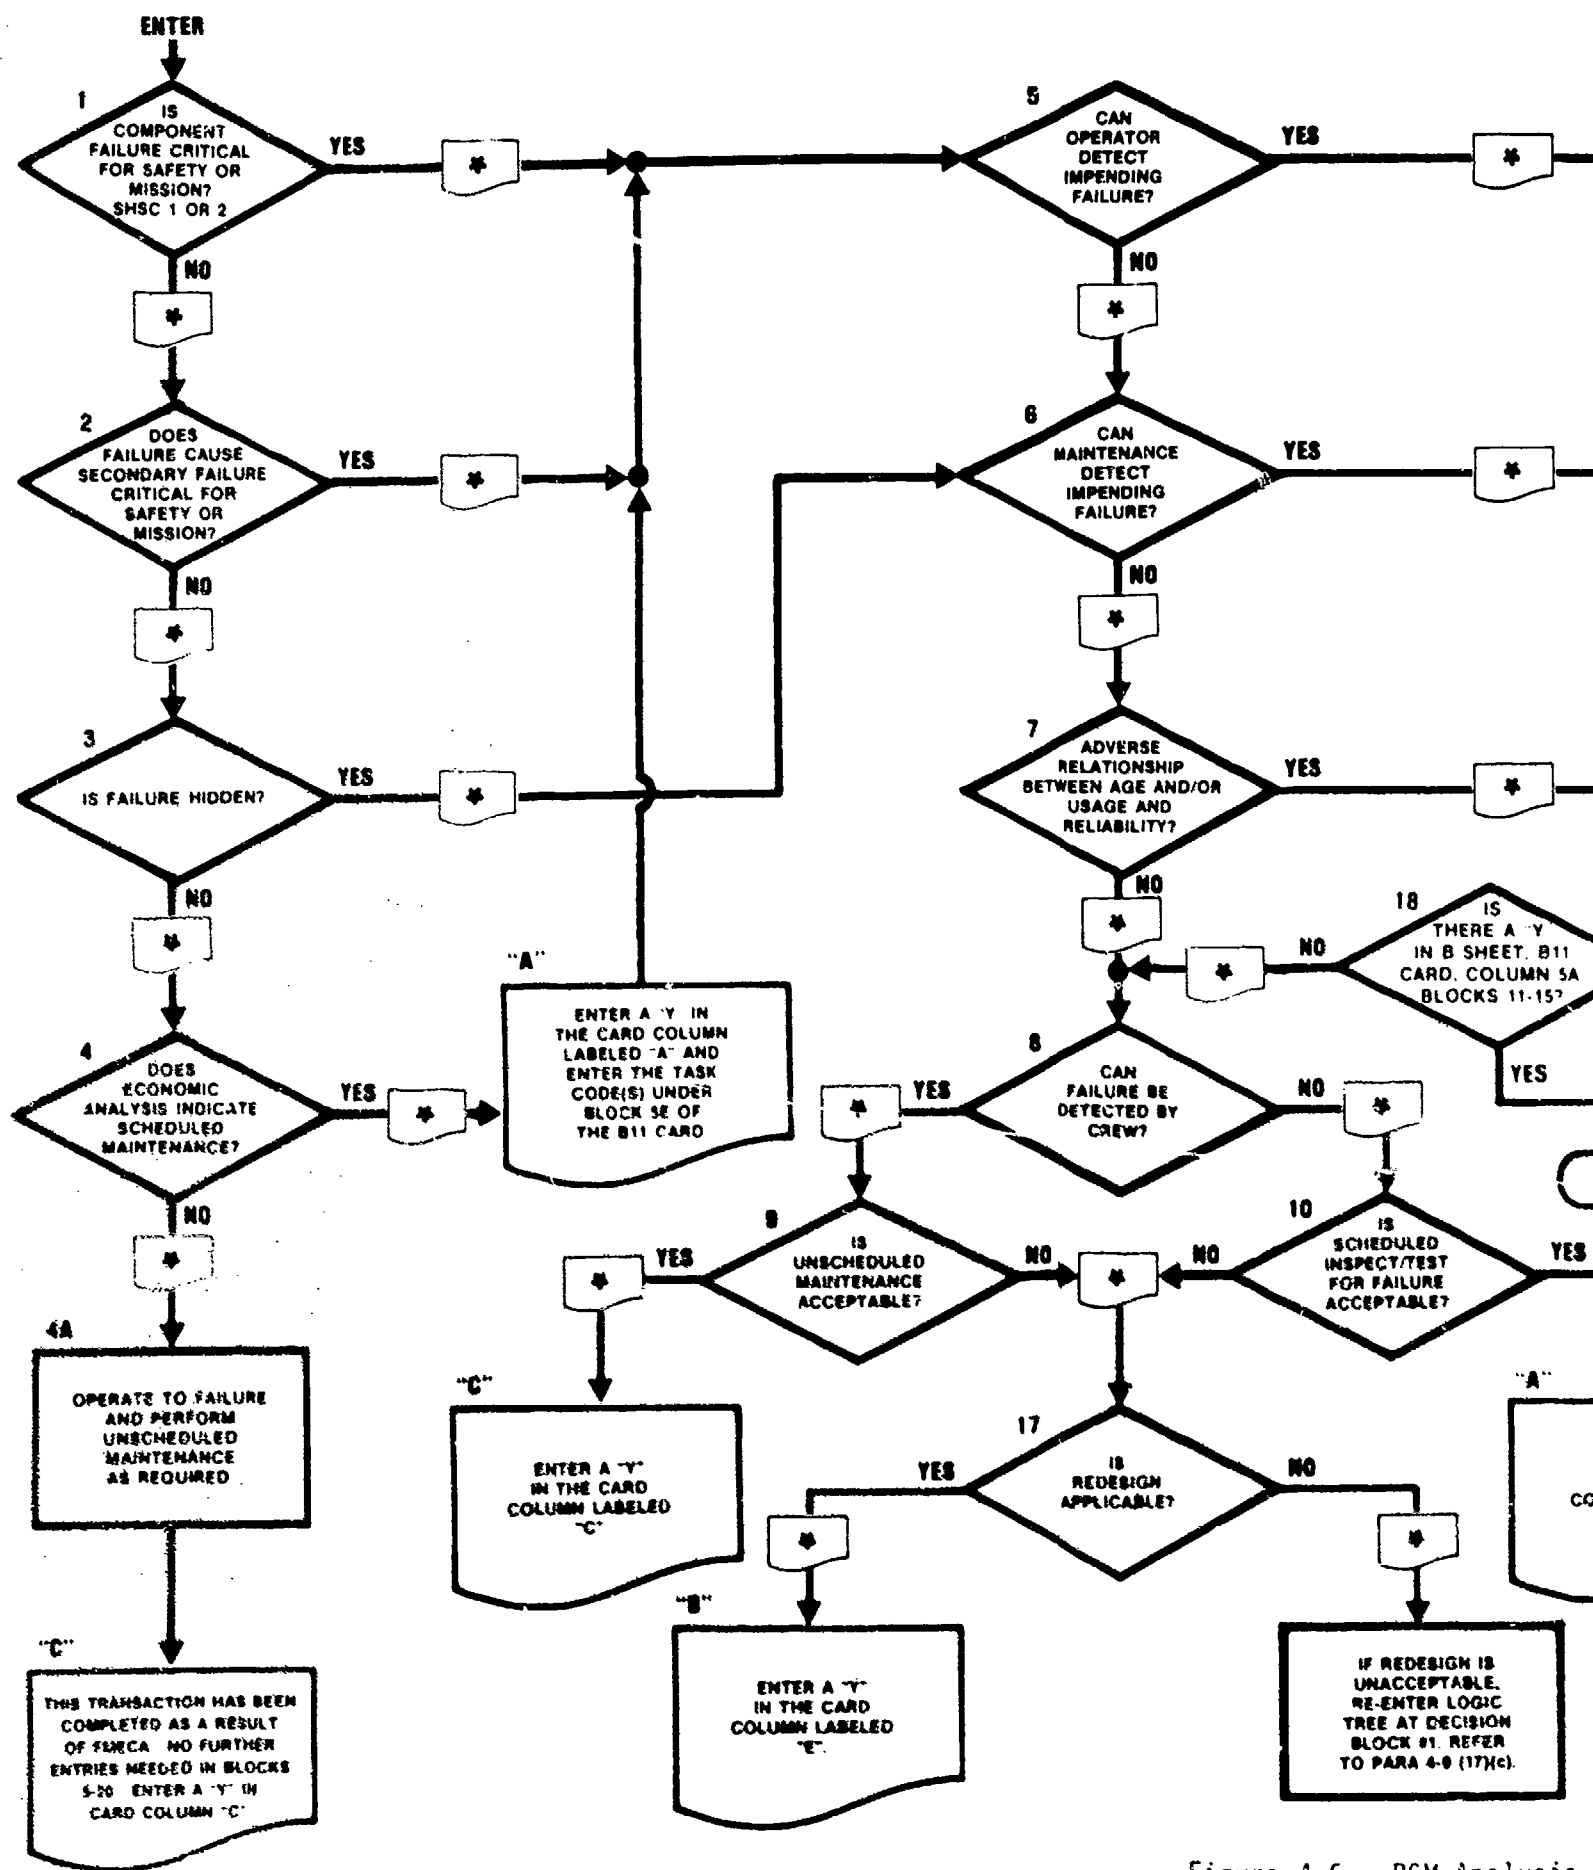 ENTER
1
IS
COMPONENT
FAILURE CRITICAL
FOR SAFETY OR
MISSION?
SHSC 1 OR 2
YES
*
NO
*
2
DOES
FAILURE CAUSE
SECONDARY FAILURE
CRITICAL FOR
SAFETY OR
MISSION?
YES
*
NO
*
3
IS FAILURE HIDDEN?
YES
*
NO
*
4
DOES
ECONOMIC
ANALYSIS INDICATE
SCHEDULED
MAINTENANCE?
YES
*
NO
*
"A"
ENTER A "Y" IN
THE CARD COLUMN
LABELED "A" AND
ENTER THE TASK
CODE(S) UNDER
BLOCK 5E OF
THE B11 CARD
4A
OPERATE TO FAILURE
AND PERFORM
UNSCHEDULED
MAINTENANCE
AS REQUIRED
"C"
THIS TRANSACTION HAS BEEN
COMPLETED AS A RESULT
OF FMECA NO FURTHER
ENTRIES NEEDED IN BLOCKS
5-20 ENTER A "Y" IN
CARD COLUMN "C"
5
CAN
OPERATOR
DETECT
IMPENDING
FAILURE?
YES
*
NO
*
6
CAN
MAINTENANCE
DETECT
IMPENDING
FAILURE?
YES
*
NO
*
7
ADVERSE
RELATIONSHIP
BETWEEN AGE AND/OR
USAGE AND
RELIABILITY?
YES
*
NO
*
18
IS
THERE A "Y
IN B SHEET, B11
CARD, COLUMN 5A
BLOCKS 11-15?
NO
*
YES
8
CAN
FAILURE BE
DETECTED BY
CREW?
YES
*
NO
*
9
IS
UNSCHEDULED
MAINTENANCE
ACCEPTABLE?
YES
*
NO
*
10
IS
SCHEDULED
INSPECT/TEST
FOR FAILURE
ACCEPTABLE?
NO
YES
"C"
ENTER A "Y"
IN THE CARD
COLUMN LABELED
"C"
17
IS
REDESIGN
APPLICABLE?
YES
*
NO
*
"A"
CO
"B"
ENTER A "Y"
IN THE CARD
COLUMN LABELED
"E".
IF REDESIGN IS
UNACCEPTABLE,
RE-ENTER LOGIC
TREE AT DECISION
BLOCK #1. REFER
TO PARA 4-9 (17)(c).
Figure 4-6. RCM Analysis